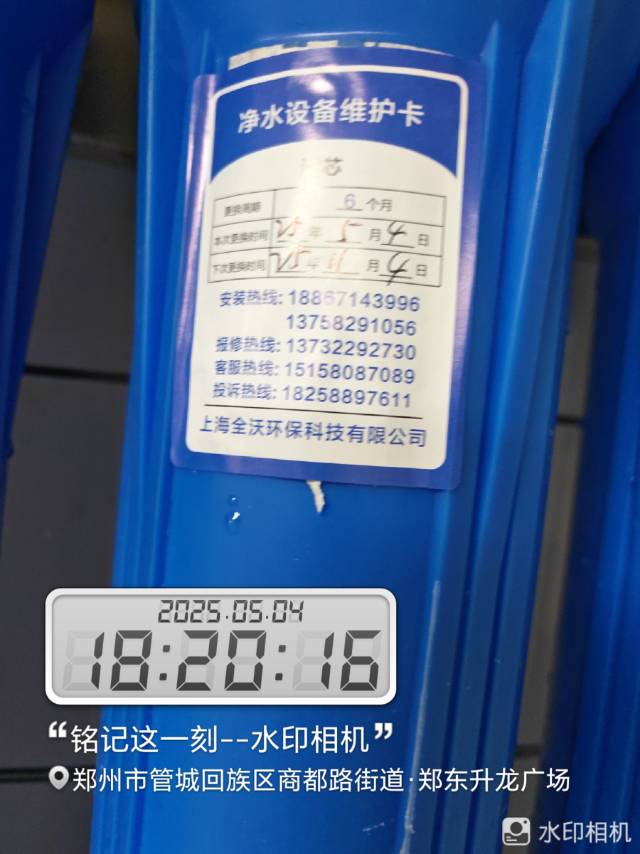 净水设备维护卡
芯
更换周期 6 个月
本次更换时间 25 年 5 月 4 日
下次更换时间 25 年 11 月 4 日
安装热线: 18867143996
13758291056
报修热线: 13732292730
客服热线: 15158087089
投诉热线: 18258897611
上海全沃环保科技有限公司
2025.05.04
18:20:16
“铭记这一刻--水印相机”
郑州市管城回族区商都路街道·郑东升龙广场
水印相机